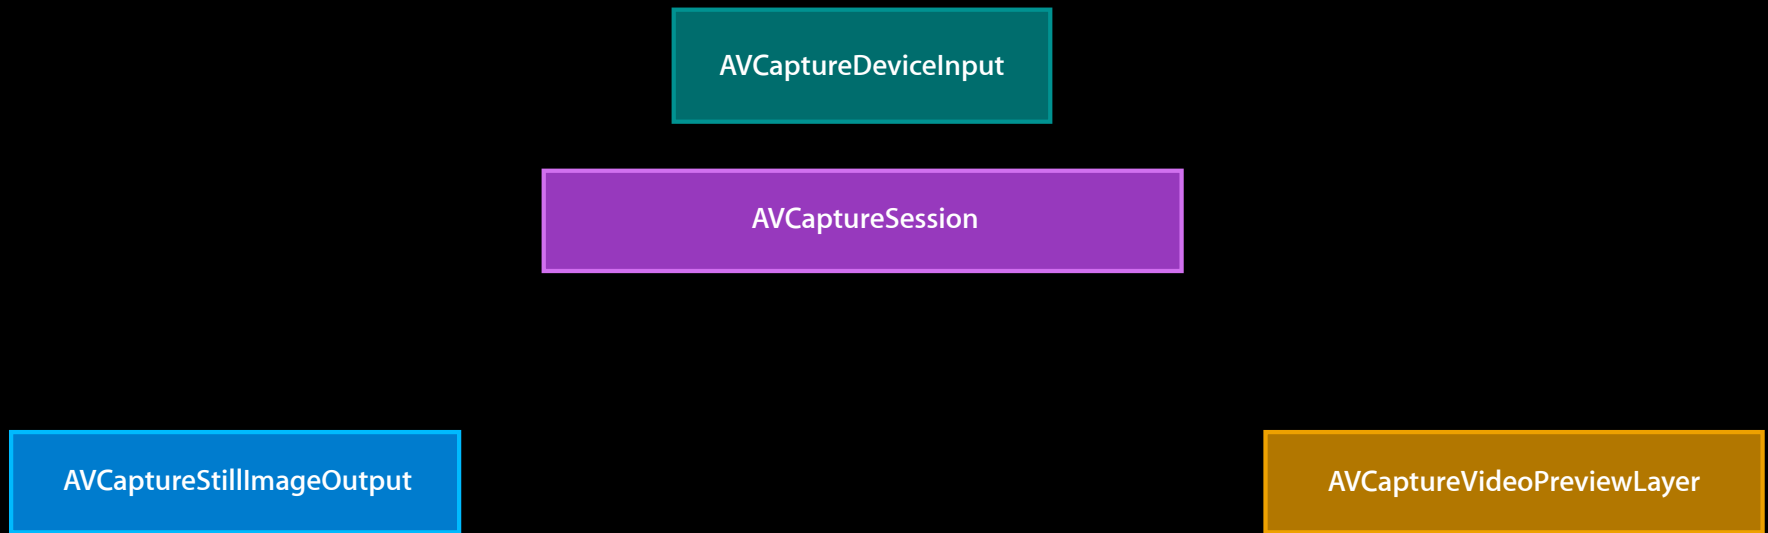 AVCaptureDeviceInput
AVCaptureSession
AVCaptureStillImageOutput
AVCaptureVideoPreviewLayer